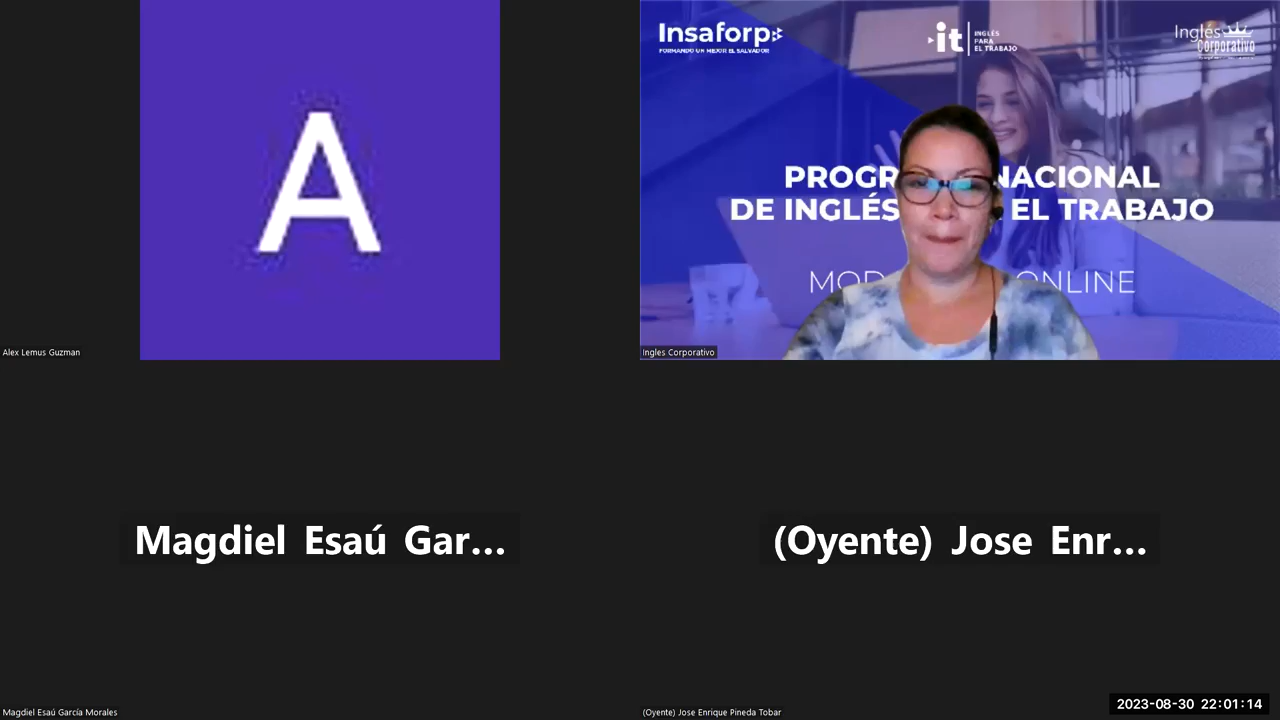 A
Alex Lemus Guzman
Insaforp
FORMANDO UN MEJOR EL SALVADOR
it
INGLÉS
PARA
EL TRABAJO
Inglés
Corporativo
PROGR NACIONAL
DE INGLÉS EL TRABAJO
MOD ONLINE
Ingles Corporativo
Magdiel Esaú Gar...
(Oyente) Jose Enr...
Magdiel Esaú García Morales
(Oyente) Jose Enrique Pineda Tobar
2023-08-30 22:01:14